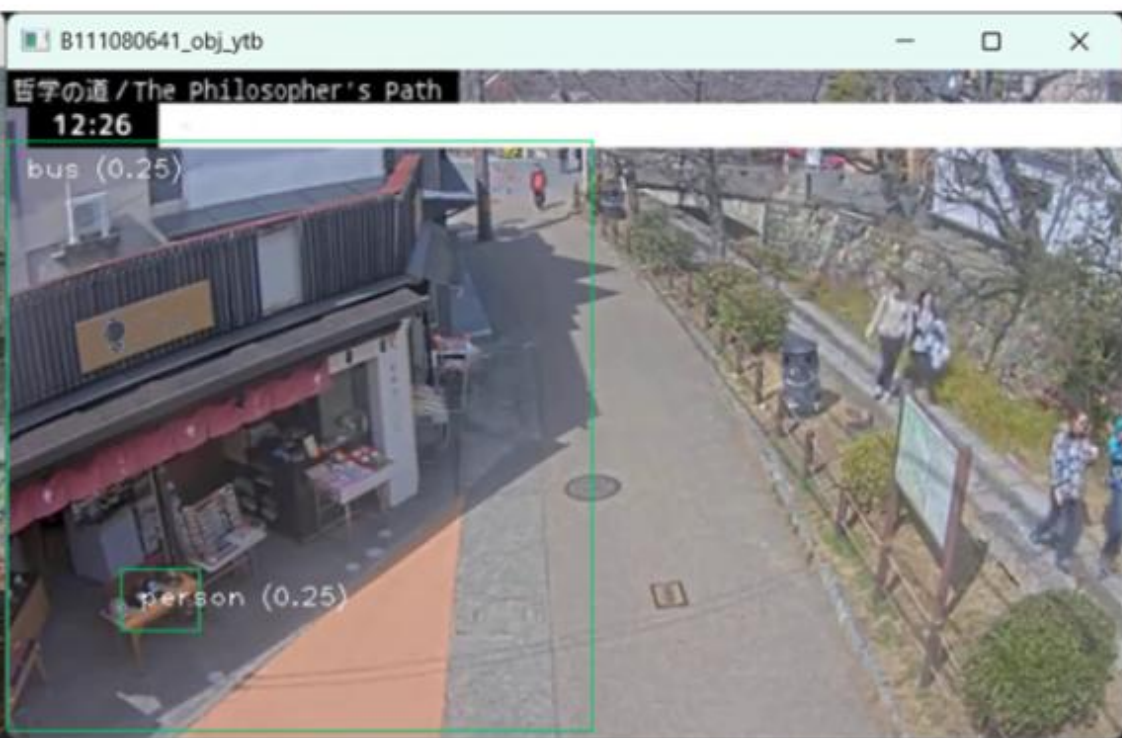 B111080641_obj_ytb
哲学の道/The Philosopher's Path
12:26
bus (0.25)
person (0.25)